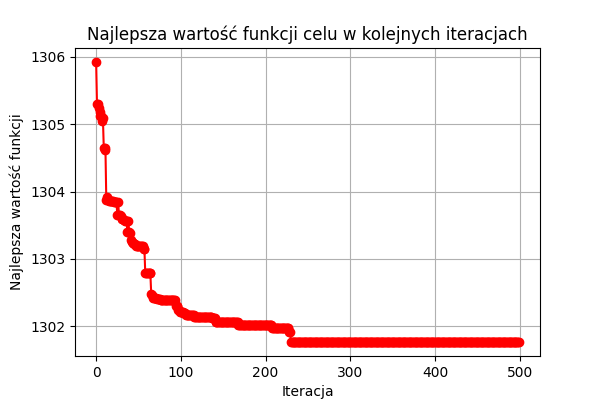 Najlepsza wartość funkcji celu w kolejnych iteracjach
Najlepsza wartość funkcji
1306
1305
1304
1303
1302
0 100 200 300 400 500
Iteracja